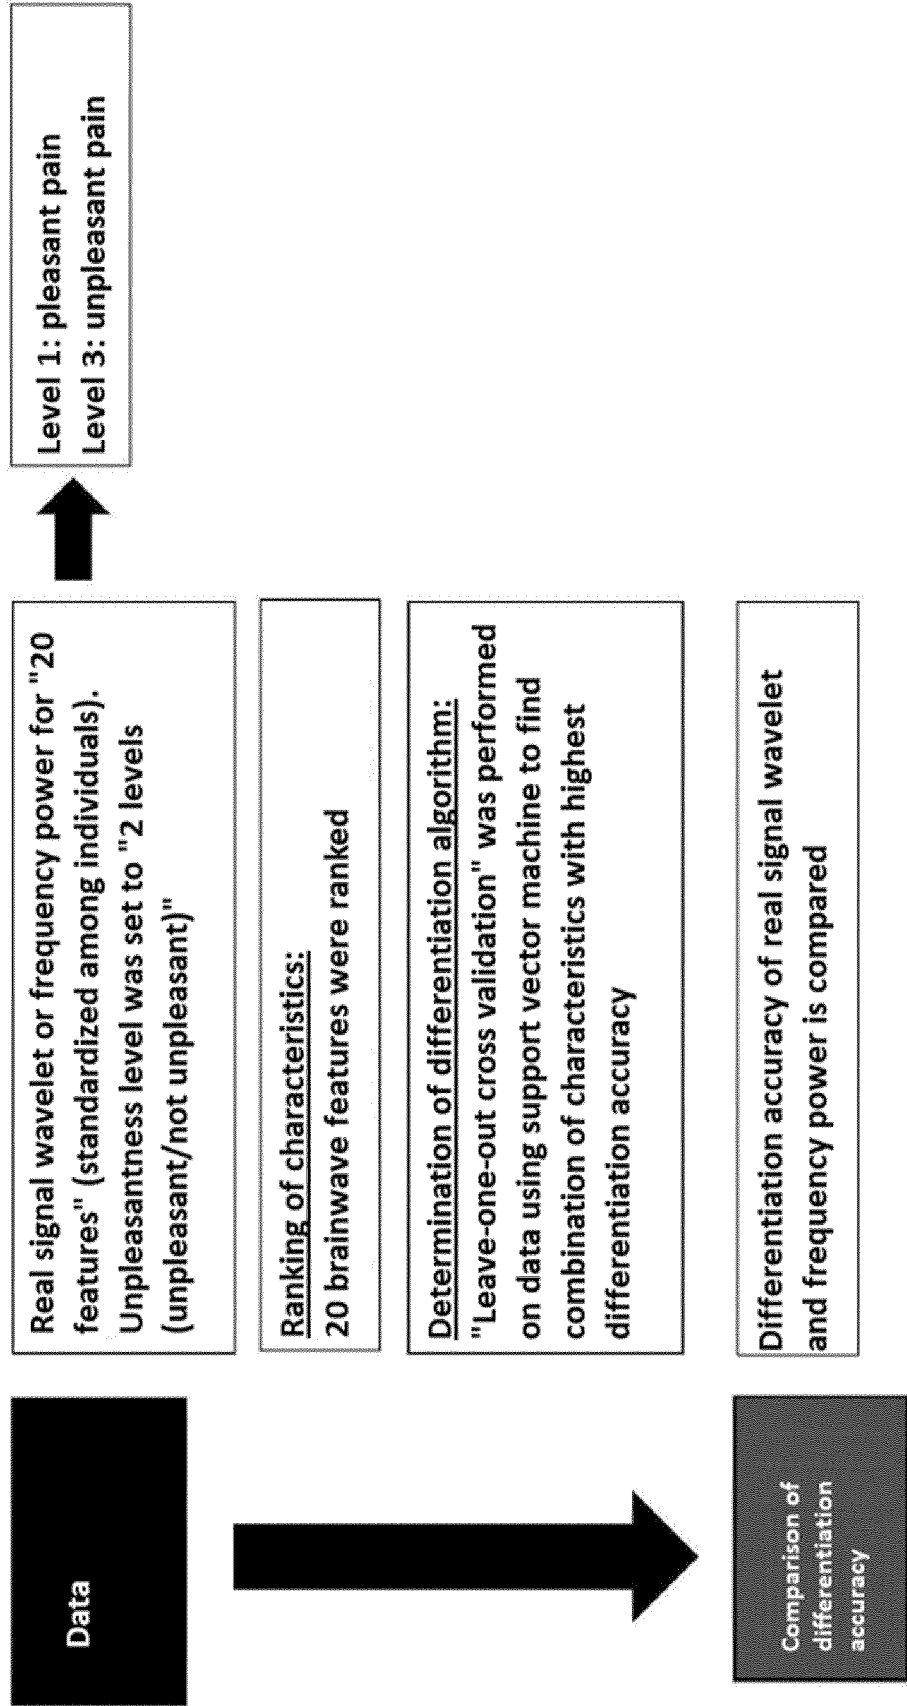 Data
Real signal wavelet or frequency power for "20
features" (standardized among individuals).
Unpleasantness level was set to "2 levels
(unpleasant/not unpleasant)"
Level 1: pleasant pain
Level 3: unpleasant pain
Ranking of characteristics:
20 brainwave features were ranked
Determination of differentiation algorithm:
"Leave-one-out cross validation" was performed
on data using support vector machine to find
combination of characteristics with highest
differentiation accuracy
Comparison of
differentiation
accuracy
Differentiation accuracy of real signal wavelet
and frequency power is compared